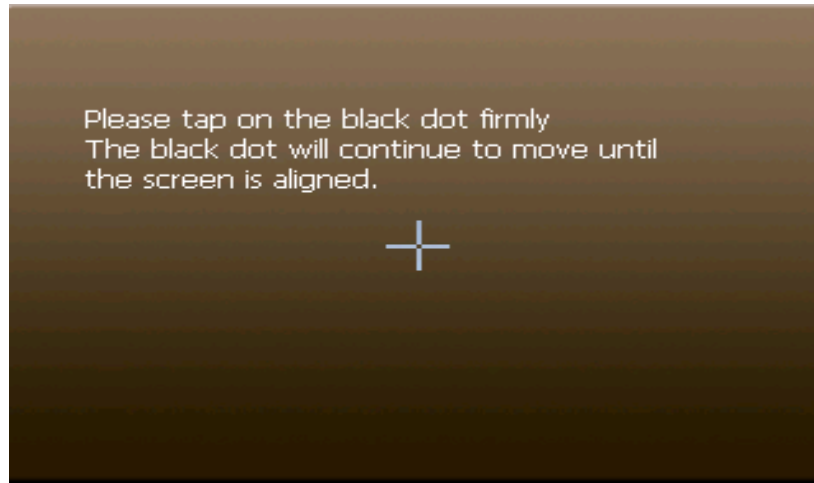 Please tap on the black dot firmly
The black dot will continue to move until
the screen is aligned.